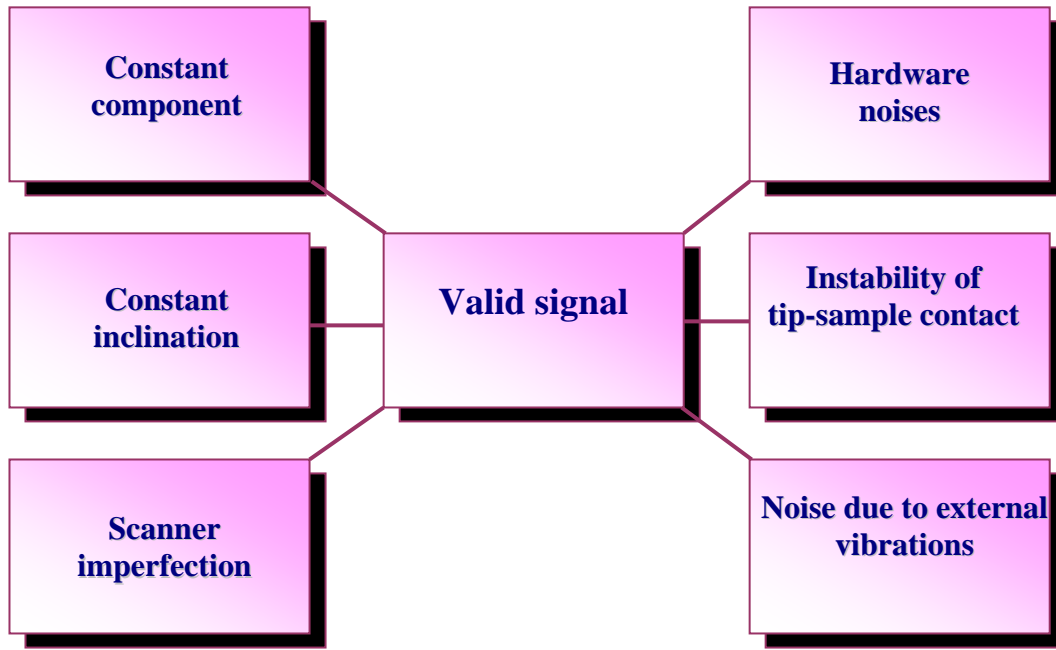 Constant
component
Hardware
noises
Constant
inclination
Valid signal
Instability of
tip-sample contact
Scanner
imperfection
Noise due to external
vibrations